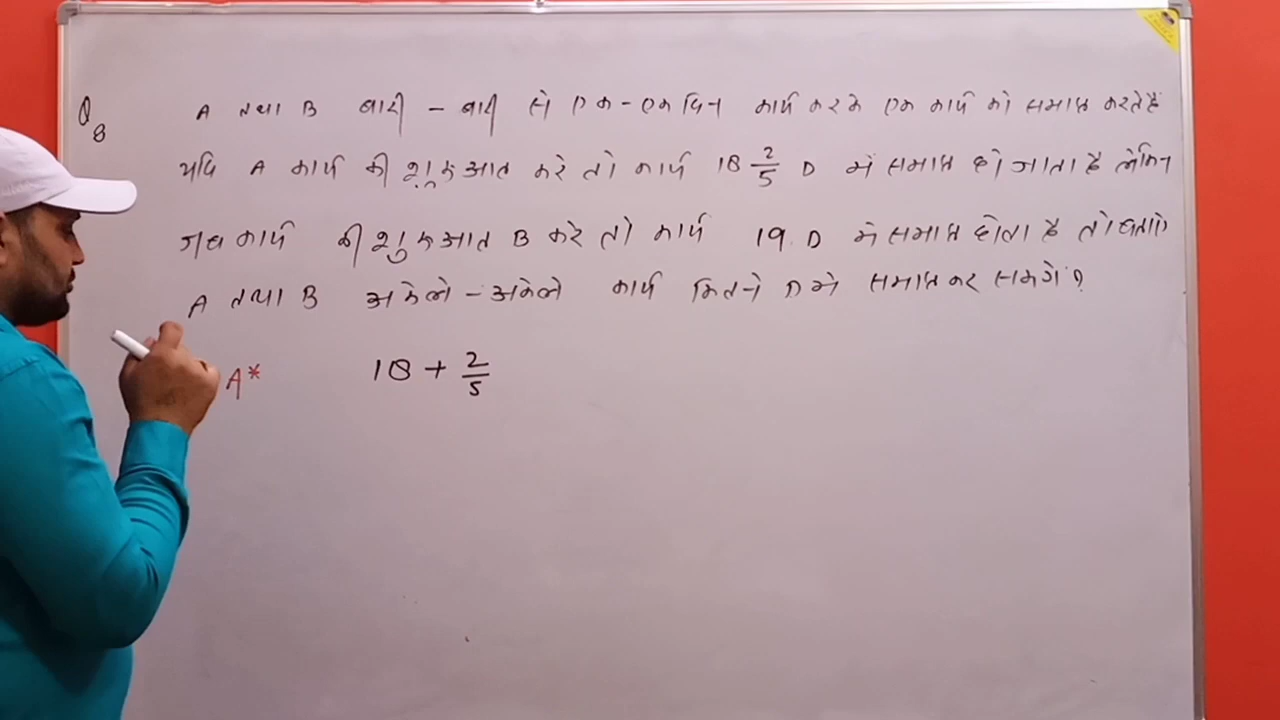 Q8 A तथा B बारी - बारी से एक - एक दिन कार्य करके एक कार्य को समाप्त करते हैं
यदि A कार्य की शुरुआत करे तो कार्य 18 2/5 D में समाप्त हो जाता है लेकिन
जब कार्य की शुरुआत B करे तो कार्य 19 D में समाप्त होता है तो बताए
A तथा B अकेले - अकेले कार्य कितने D में समाप्त कर सकगे ?
A* 18 + 2/5